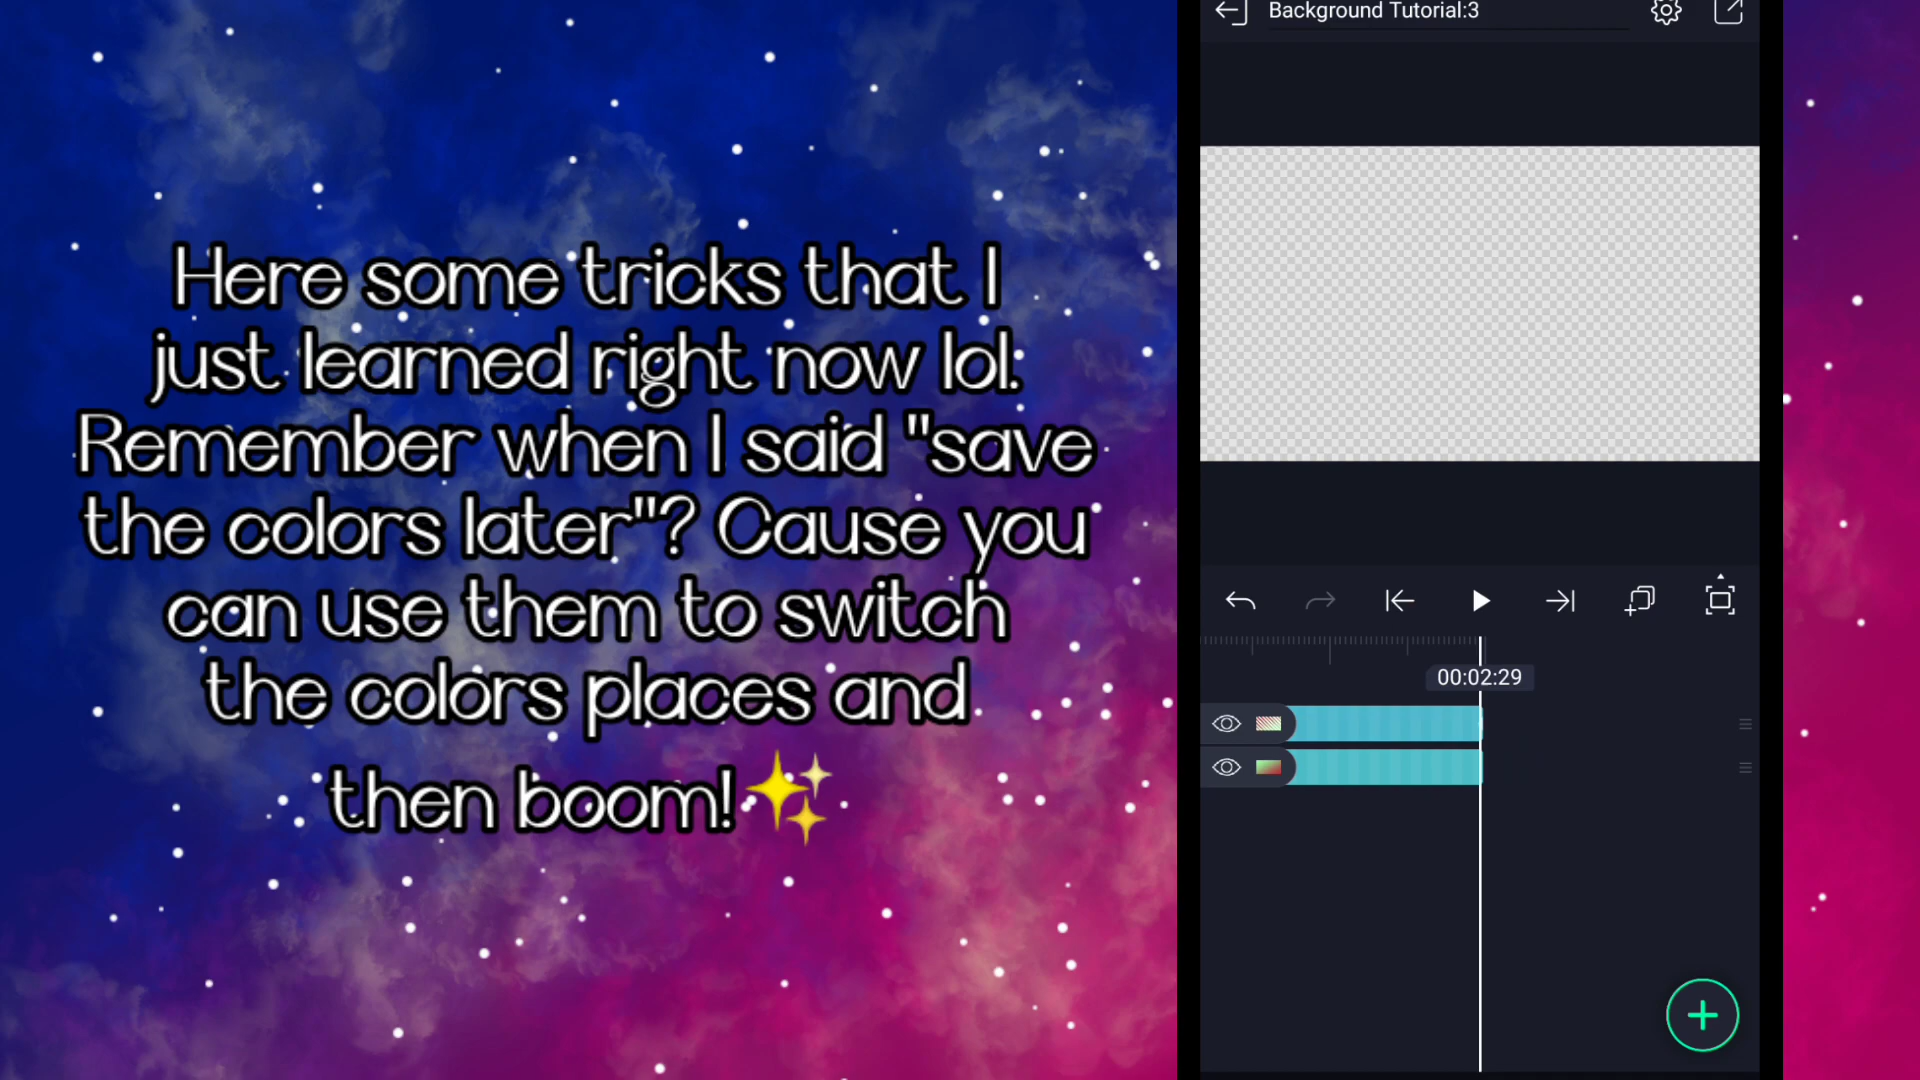 Here some tricks that I
just learned right now lol.
Remember when I said "save
the colors later"? Cause you
can use them to switch
the colors places and
then boom!✨
Background Tutorial:3
00:02:29